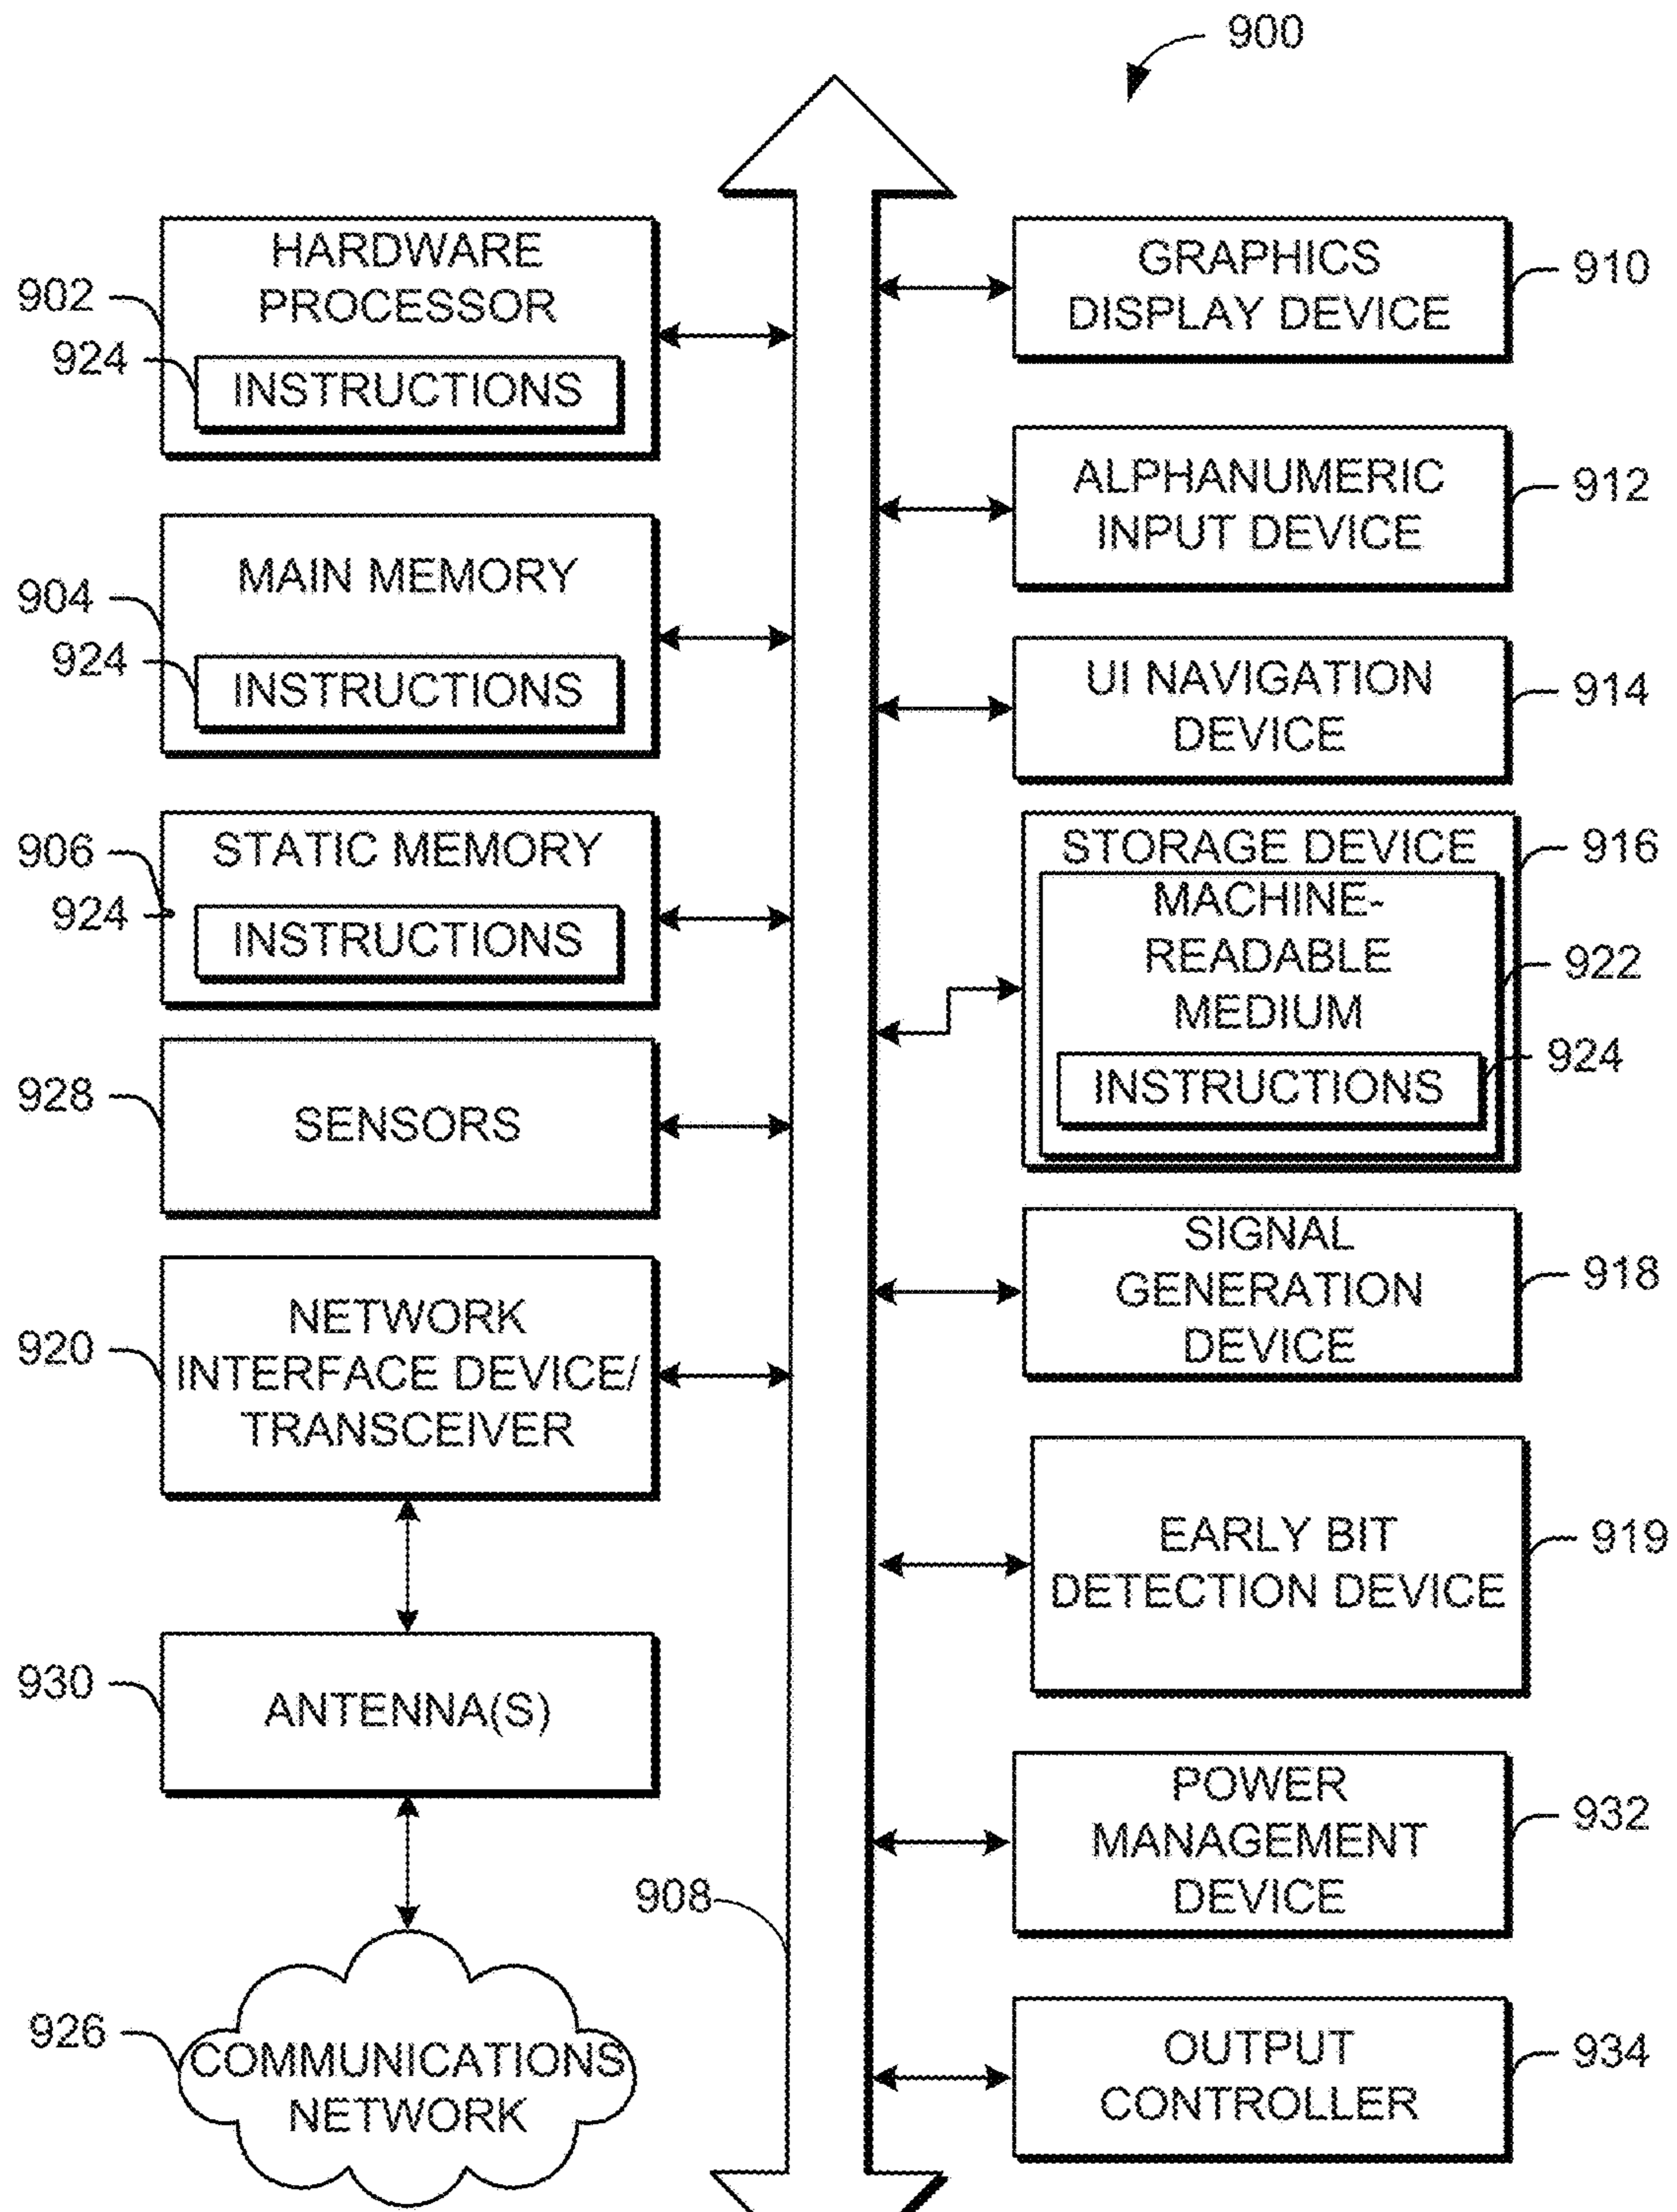 900
HARDWARE
PROCESSOR
902
924
INSTRUCTIONS
MAIN MEMORY
904
924
INSTRUCTIONS
STATIC MEMORY
906
924
INSTRUCTIONS
928
SENSORS
NETWORK
INTERFACE DEVICE/
TRANSCEIVER
920
930
ANTENNA(S)
908
926
COMMUNICATIONS
NETWORK
GRAPHICS
DISPLAY DEVICE
910
ALPHANUMERIC
INPUT DEVICE
912
UI NAVIGATION
DEVICE
914
STORAGE DEVICE
916
MACHINE-
READABLE
MEDIUM
922
924
INSTRUCTIONS
SIGNAL
GENERATION
DEVICE
918
EARLY BIT
DETECTION DEVICE
919
POWER
MANAGEMENT
DEVICE
932
OUTPUT
CONTROLLER
934